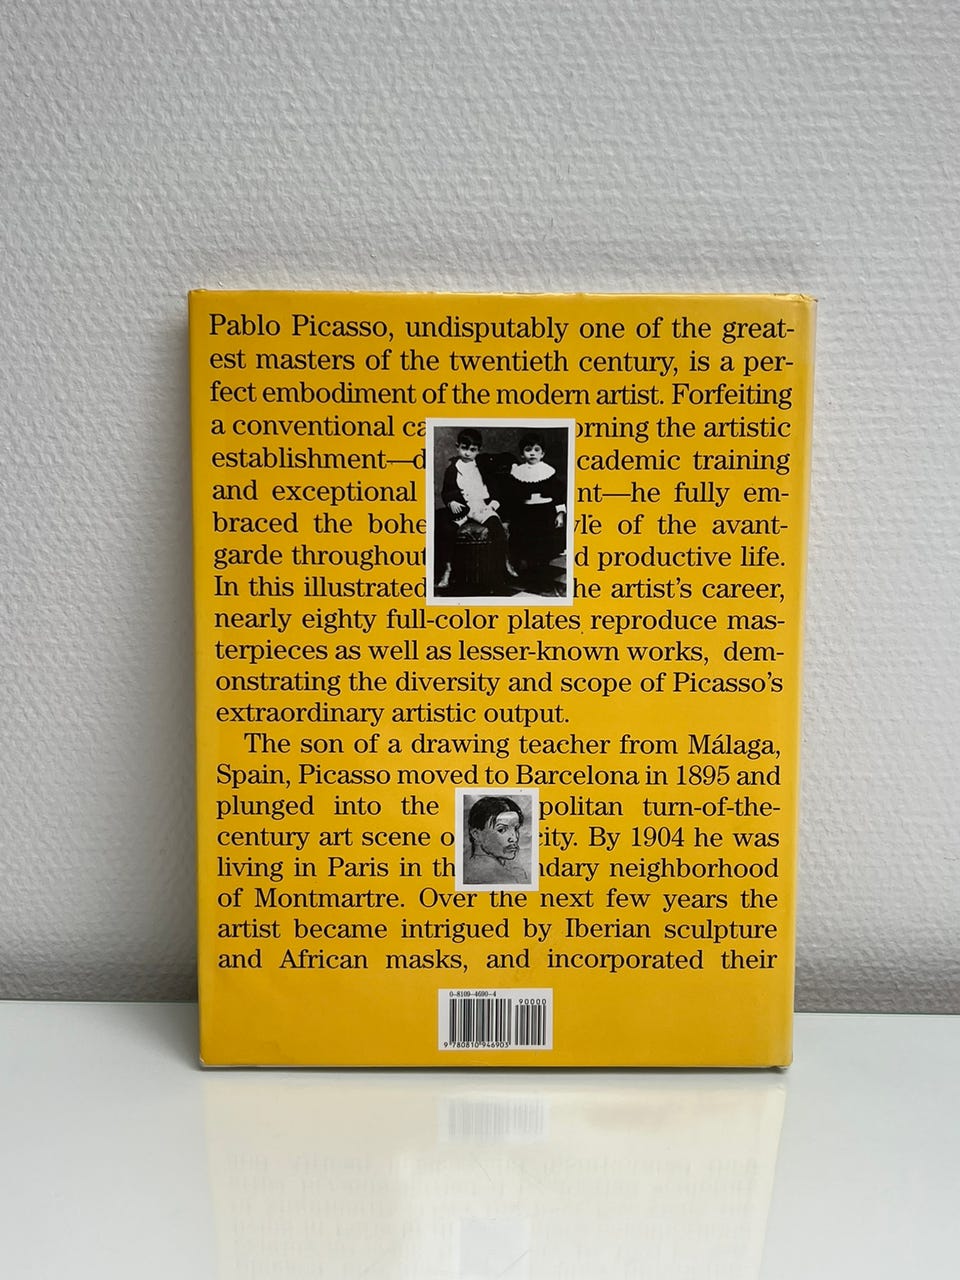 Pablo Picasso, undisputably one of the great-
est masters of the twentieth century, is a per-
fect embodiment of the modern artist. Forfeiting
a conventional ca orning the artistic
establishment—d cademic training
and exceptional nt—he fully em-
braced the bohe yle of the avant-
garde throughout d productive life.
In this illustrated he artist's career,
nearly eighty full-color plates reproduce mas-
terpieces as well as lesser-known works, dem-
onstrating the diversity and scope of Picasso's
extraordinary artistic output.
The son of a drawing teacher from Málaga,
Spain, Picasso moved to Barcelona in 1895 and
plunged into the politan turn-of-the-
century art scene o city. By 1904 he was
living in Paris in th ndary neighborhood
of Montmartre. Over the next few years the
artist became intrigued by Iberian sculpture
and African masks, and incorporated their
0-8109-4690-4
90000
9 780810 946903